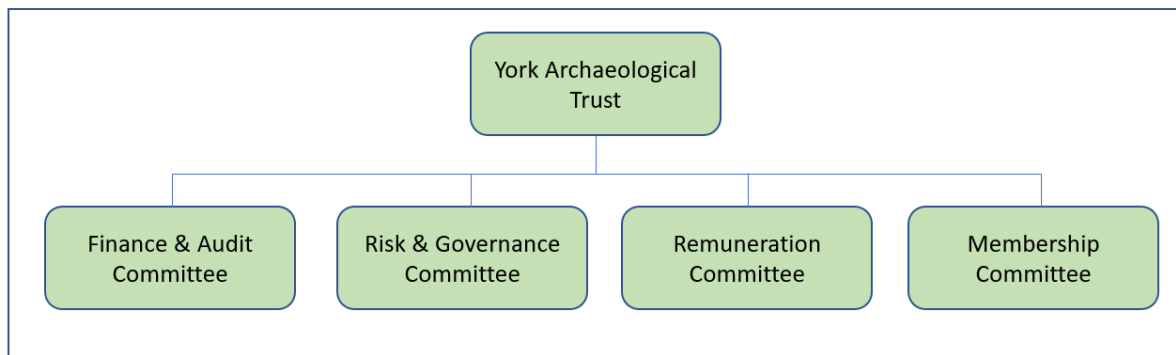 York Archaeological
Trust
Finance & Audit
Committee
Risk & Governance
Committee
Remuneration
Committee
Membership
Committee